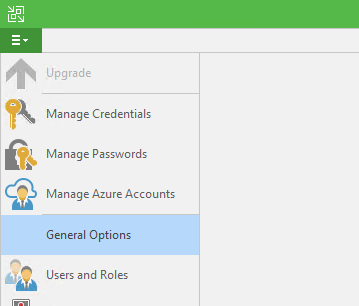 Upgrade
Manage Credentials
Manage Passwords
Manage Azure Accounts
General Options
Users and Roles